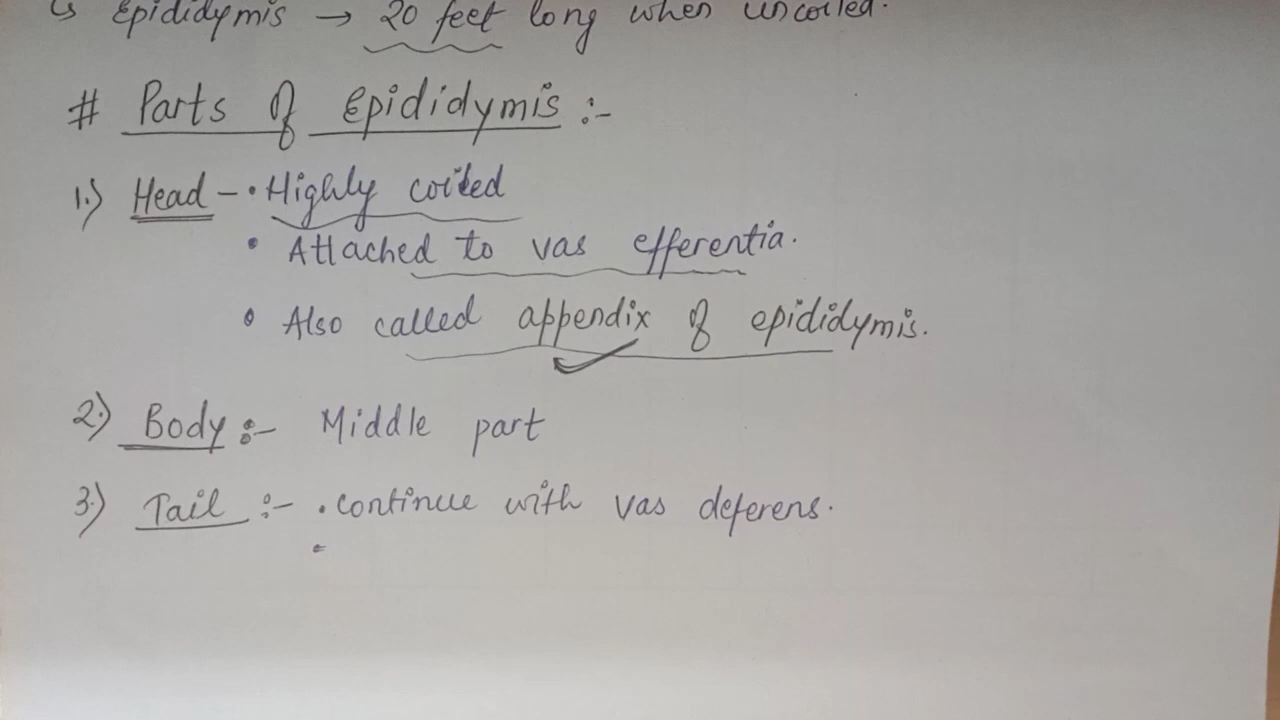 ↳ Epididymis → 20 feet long when uncoiled.
# Parts of Epididymis :-
1.) Head - • Highly coiled
• Attached to vas efferentia.
• Also called appendix of epididymis.
2.) Body :- Middle part
3.) Tail :- • continue with vas deferens.